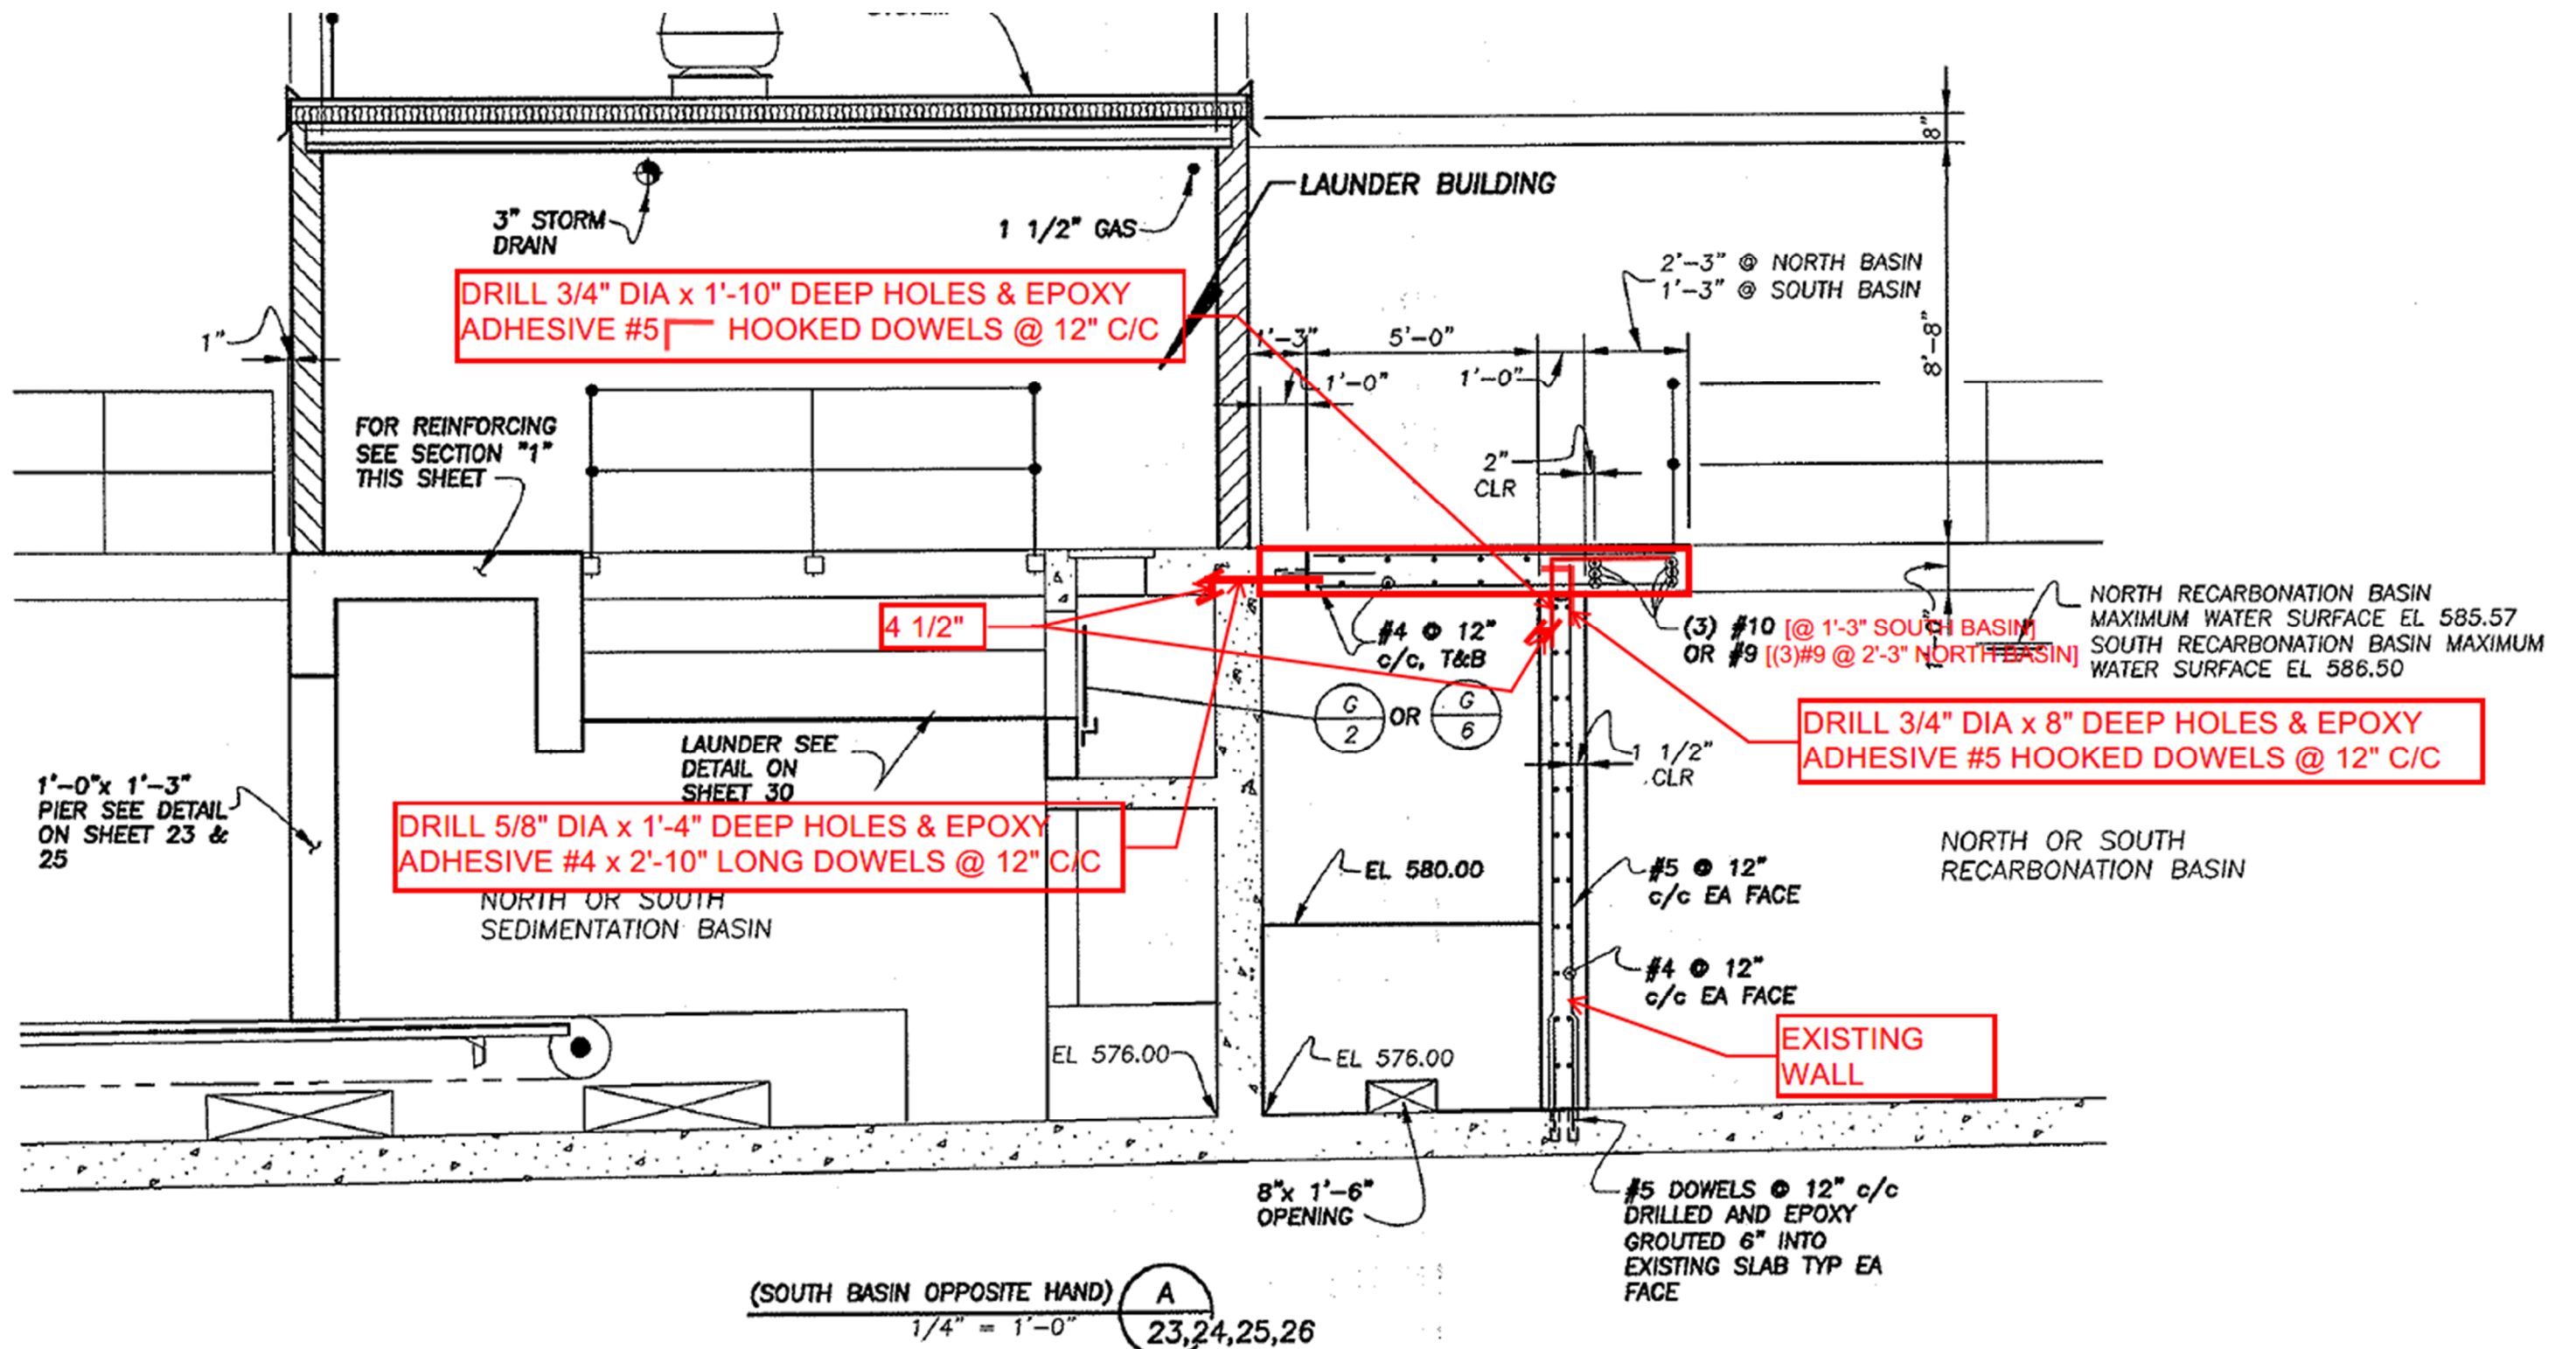 8"
LAUNDER BUILDING
3" STORM
DRAIN
1 1/2" GAS
2'-3" @ NORTH BASIN
1'-3" @ SOUTH BASIN
DRILL 3/4" DIA x 1'-10" DEEP HOLES & EPOXY
ADHESIVE #5 HOOKED DOWELS @ 12" C/C
1"
1'-3"
5'-0"
8'-8"
1'-0"
1'-0"
FOR REINFORCING
SEE SECTION "1"
THIS SHEET
2"
CLR
4 1/2"
#4 @ 12"
c/c, T&B
(3) #10 [@ 1'-3" SOUTH BASIN]
OR #9 [(3)#9 @ 2'-3" NORTH BASIN]
1'-0"
NORTH RECARBONATION BASIN
MAXIMUM WATER SURFACE EL 585.57
SOUTH RECARBONATION BASIN MAXIMUM
WATER SURFACE EL 586.50
G
2
OR
G
6
DRILL 3/4" DIA x 8" DEEP HOLES & EPOXY
ADHESIVE #5 HOOKED DOWELS @ 12" C/C
LAUNDER SEE
DETAIL ON
SHEET 30
1 1/2"
CLR
1'-0"x 1'-3"
PIER SEE DETAIL
ON SHEET 23 &
25
DRILL 5/8" DIA x 1'-4" DEEP HOLES & EPOXY
ADHESIVE #4 x 2'-10" LONG DOWELS @ 12" C/C
NORTH OR SOUTH
SEDIMENTATION BASIN
EL 580.00
#5 @ 12"
c/c EA FACE
NORTH OR SOUTH
RECARBONATION BASIN
#4 @ 12"
c/c EA FACE
EXISTING
WALL
EL 576.00
EL 576.00
8"x 1'-6"
OPENING
#5 DOWELS @ 12" c/c
DRILLED AND EPOXY
GROUTED 6" INTO
EXISTING SLAB TYP EA
FACE
(SOUTH BASIN OPPOSITE HAND)
1/4" = 1'-0"
A
23,24,25,26